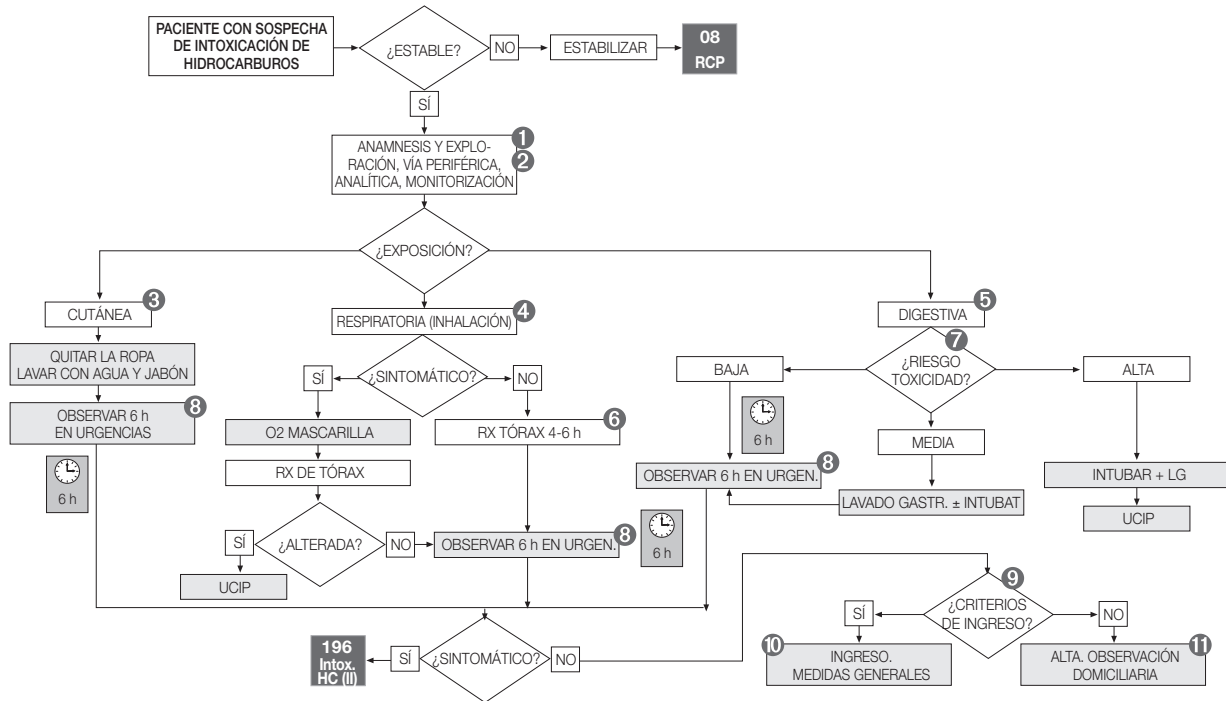 PACIENTE CON SOSPECHA
DE INTOXICACIÓN DE
HIDROCARBUROS
¿ESTABLE?
NO
ESTABILIZAR
08
RCP
SÍ
ANAMNESIS Y EXPLO-
RACIÓN, VÍA PERIFÉRICA,
ANALÍTICA, MONITORIZACIÓN
1
2
¿EXPOSICIÓN?
CUTÁNEA
3
QUITAR LA ROPA
LAVAR CON AGUA Y JABÓN
OBSERVAR 6 h
EN URGENCIAS
8
6 h
RESPIRATORIA (INHALACIÓN)
4
¿SINTOMÁTICO?
SÍ
NO
O2 MASCARILLA
RX TÓRAX 4-6 h
6
RX DE TÓRAX
¿ALTERADA?
SÍ
NO
UCIP
OBSERVAR 6 h EN URGEN.
8
6 h
DIGESTIVA
5
¿RIESGO
TOXICIDAD?
7
BAJA
6 h
OBSERVAR 6 h EN URGEN.
8
MEDIA
LAVADO GASTR. ± INTUBAT
ALTA
INTUBAR + LG
UCIP
¿SINTOMÁTICO?
SÍ
196
Intox.
HC (II)
NO
¿CRITERIOS
DE INGRESO?
9
SÍ
NO
10
INGRESO.
MEDIDAS GENERALES
ALTA. OBSERVACIÓN
DOMICILIARIA
11